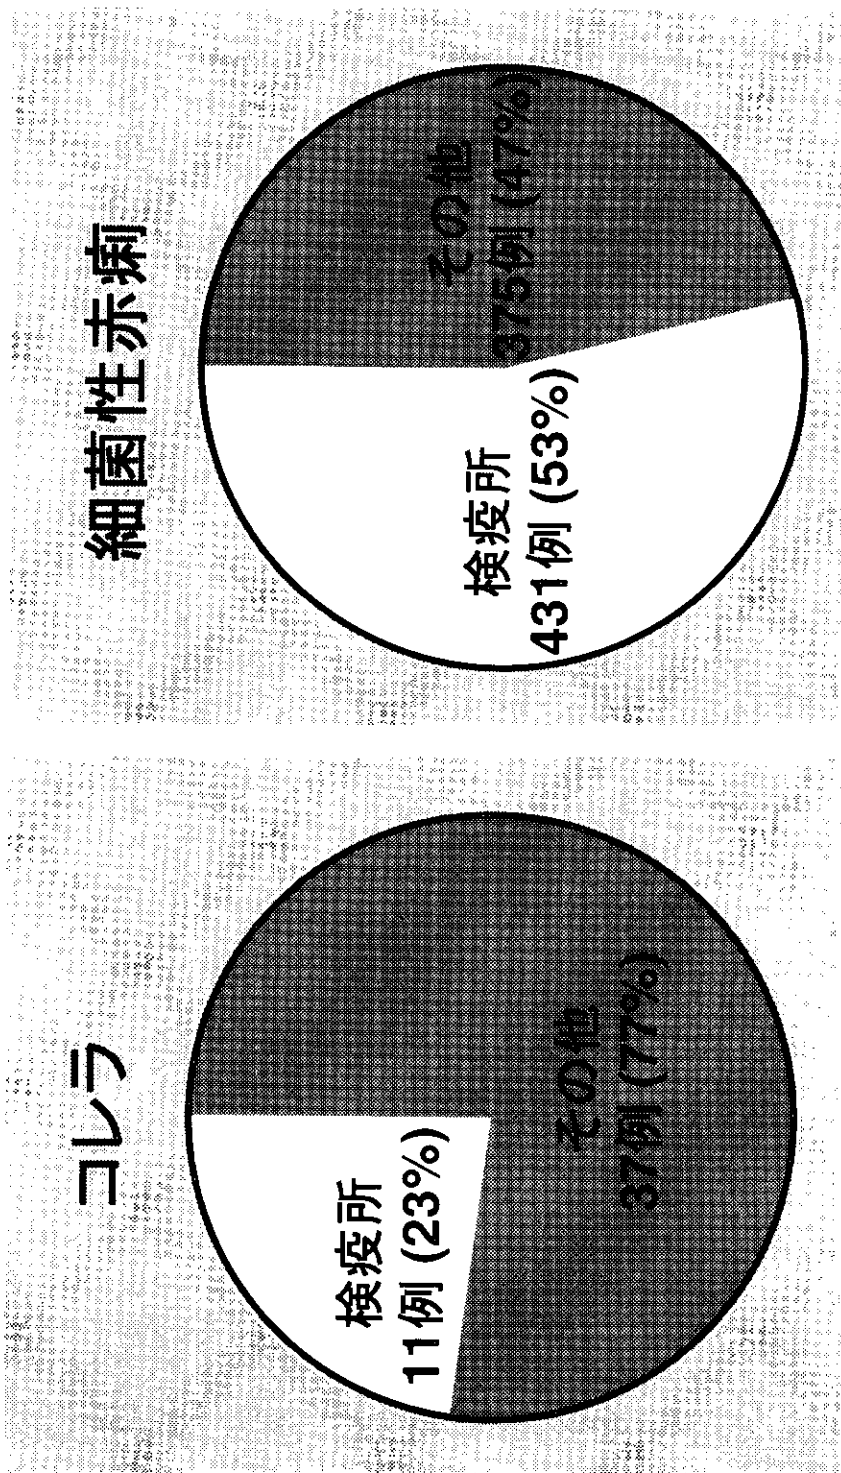 コレラ
検疫所
11例 (23%)
その他
37例 (77%)
細菌性赤痢
その他
375例 (47%)
検疫所
431例 (53%)